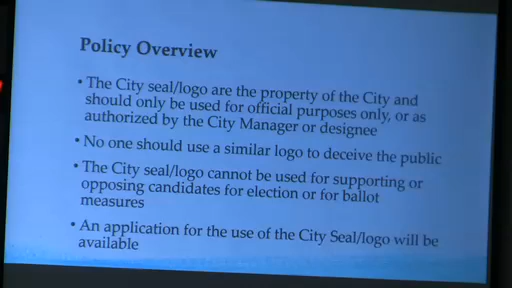 Policy Overview
• The City seal/logo are the property of the City and
should only be used for official purposes only, or as
authorized by the City Manager or designee
• No one should use a similar logo to deceive the public
• The City seal/logo cannot be used for supporting or
opposing candidates for election or for ballot
measures
• An application for the use of the City Seal/logo will be
available